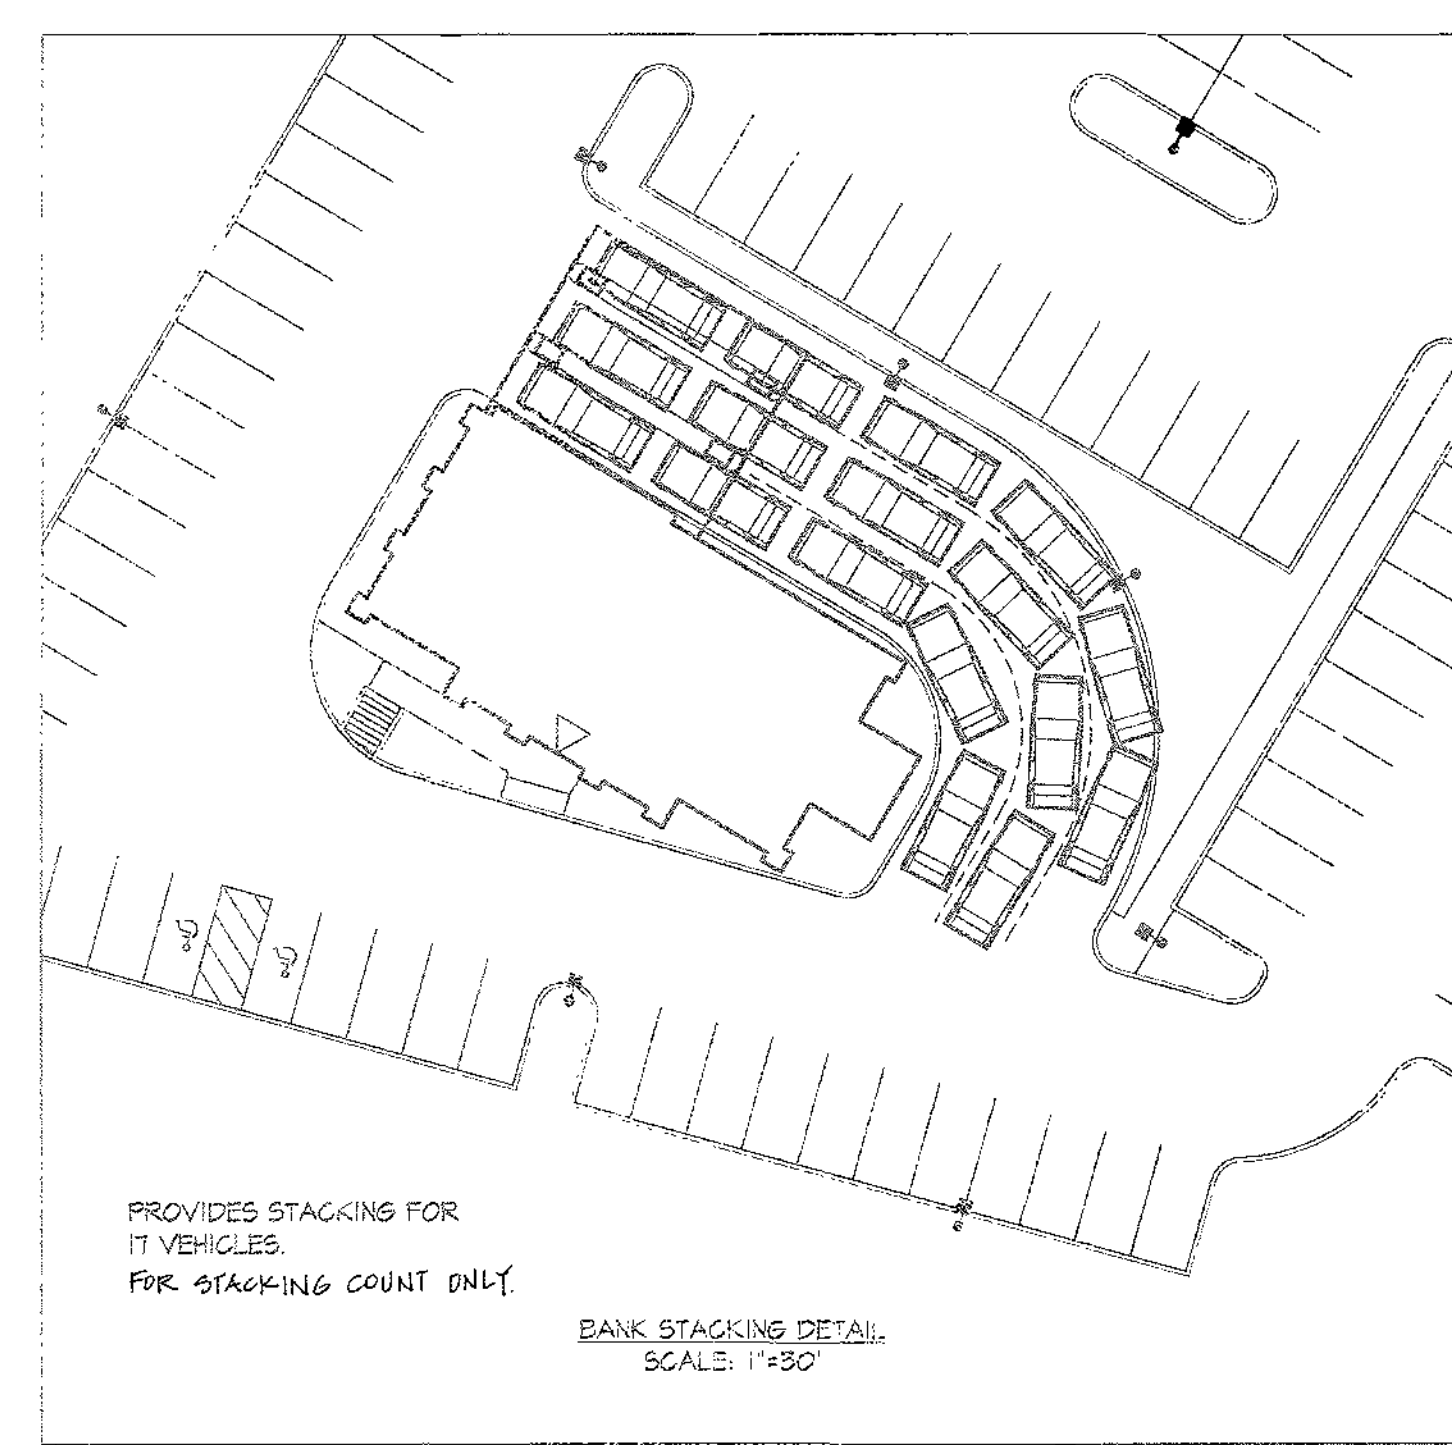 PROVIDES STACKING FOR
17 VEHICLES.
FOR STACKING COUNT ONLY.
BANK STACKING DETAIL
SCALE: 1"=30'